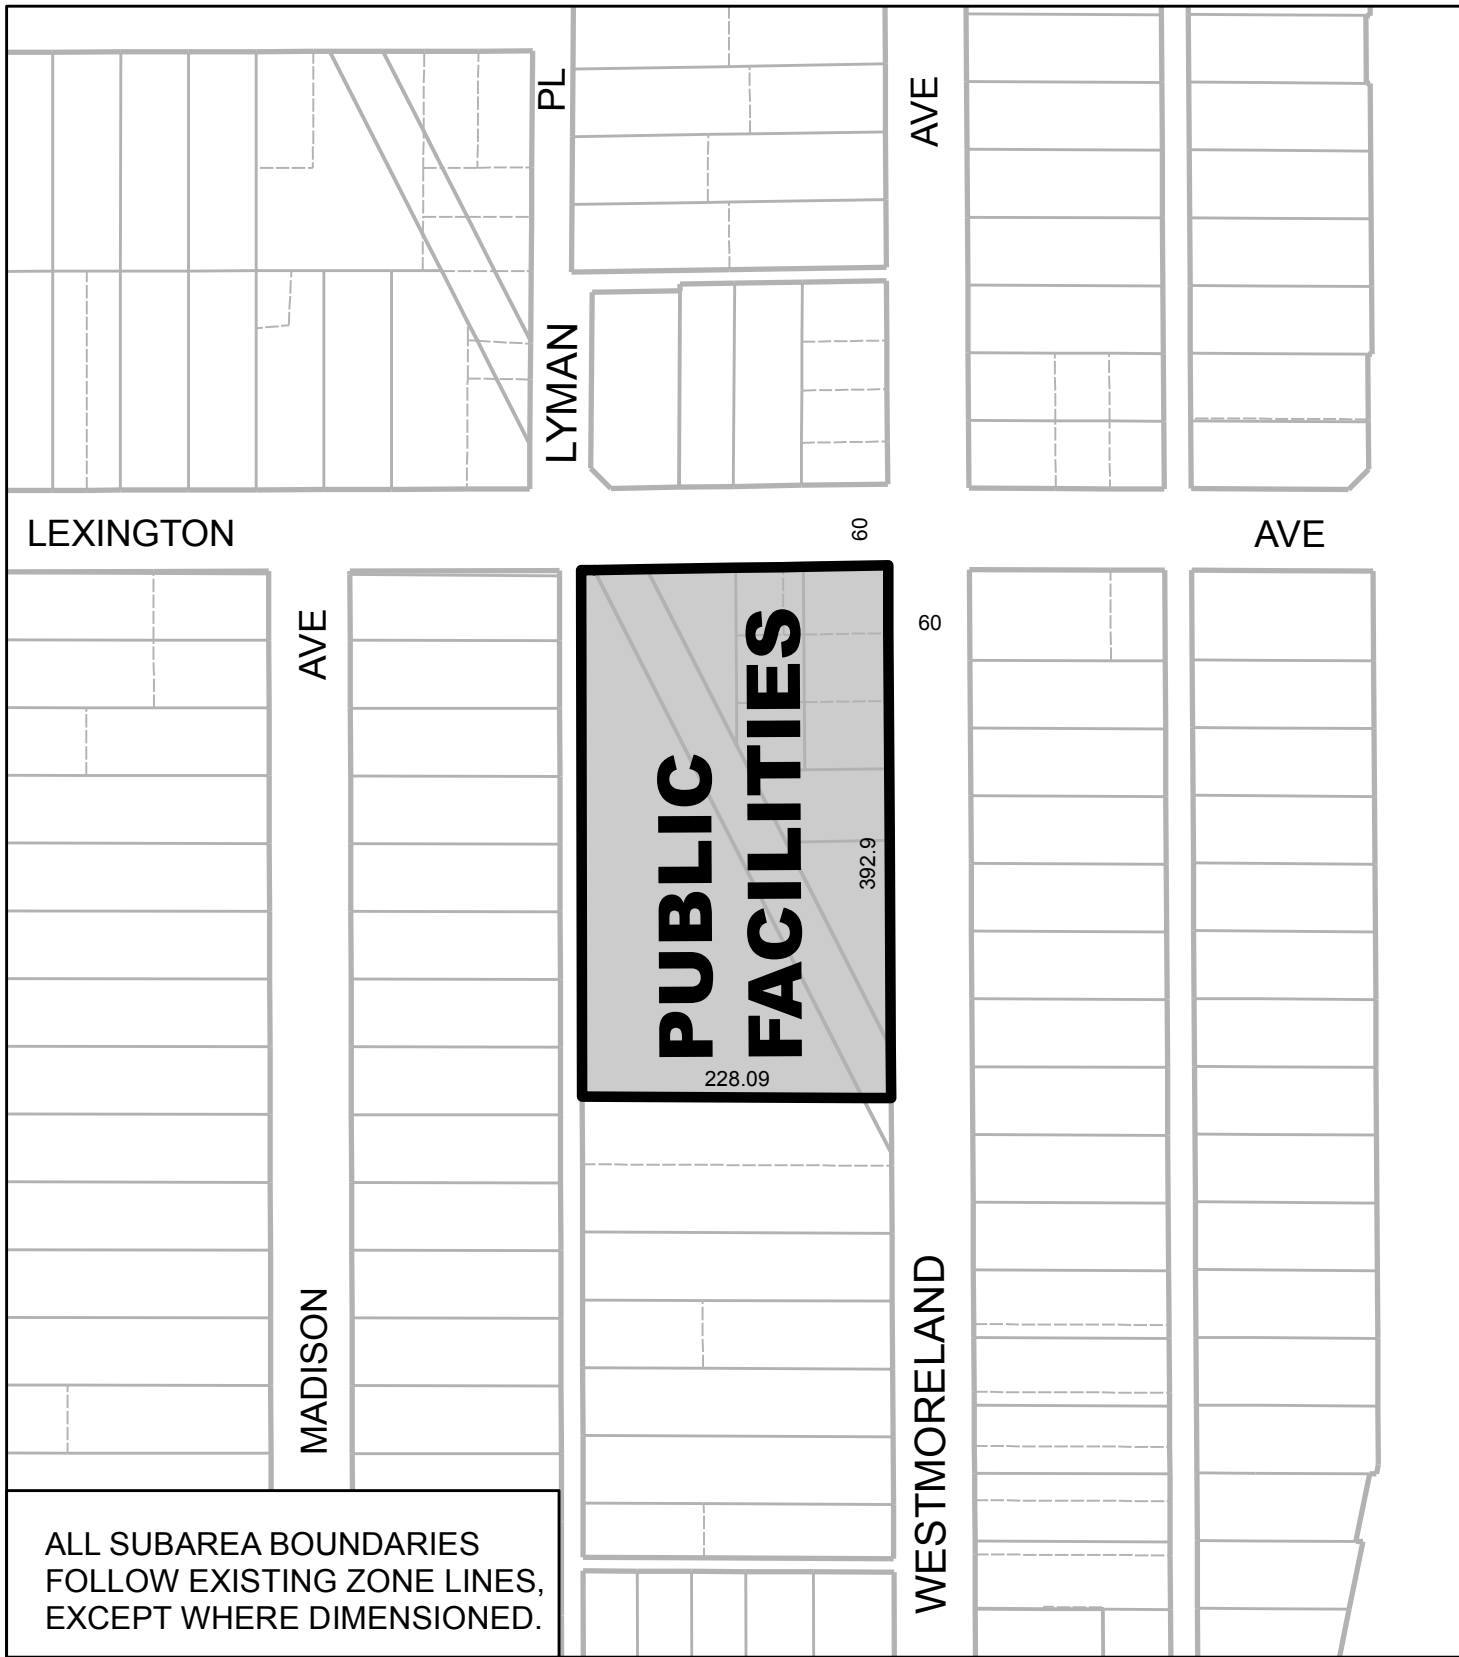 PL
AVE
LYMAN
LEXINGTON
60
AVE
AVE
60
PUBLIC
FACILITIES
392.9
228.09
MADISON
WESTMORELAND
ALL SUBAREA BOUNDARIES
FOLLOW EXISTING ZONE LINES,
EXCEPT WHERE DIMENSIONED.